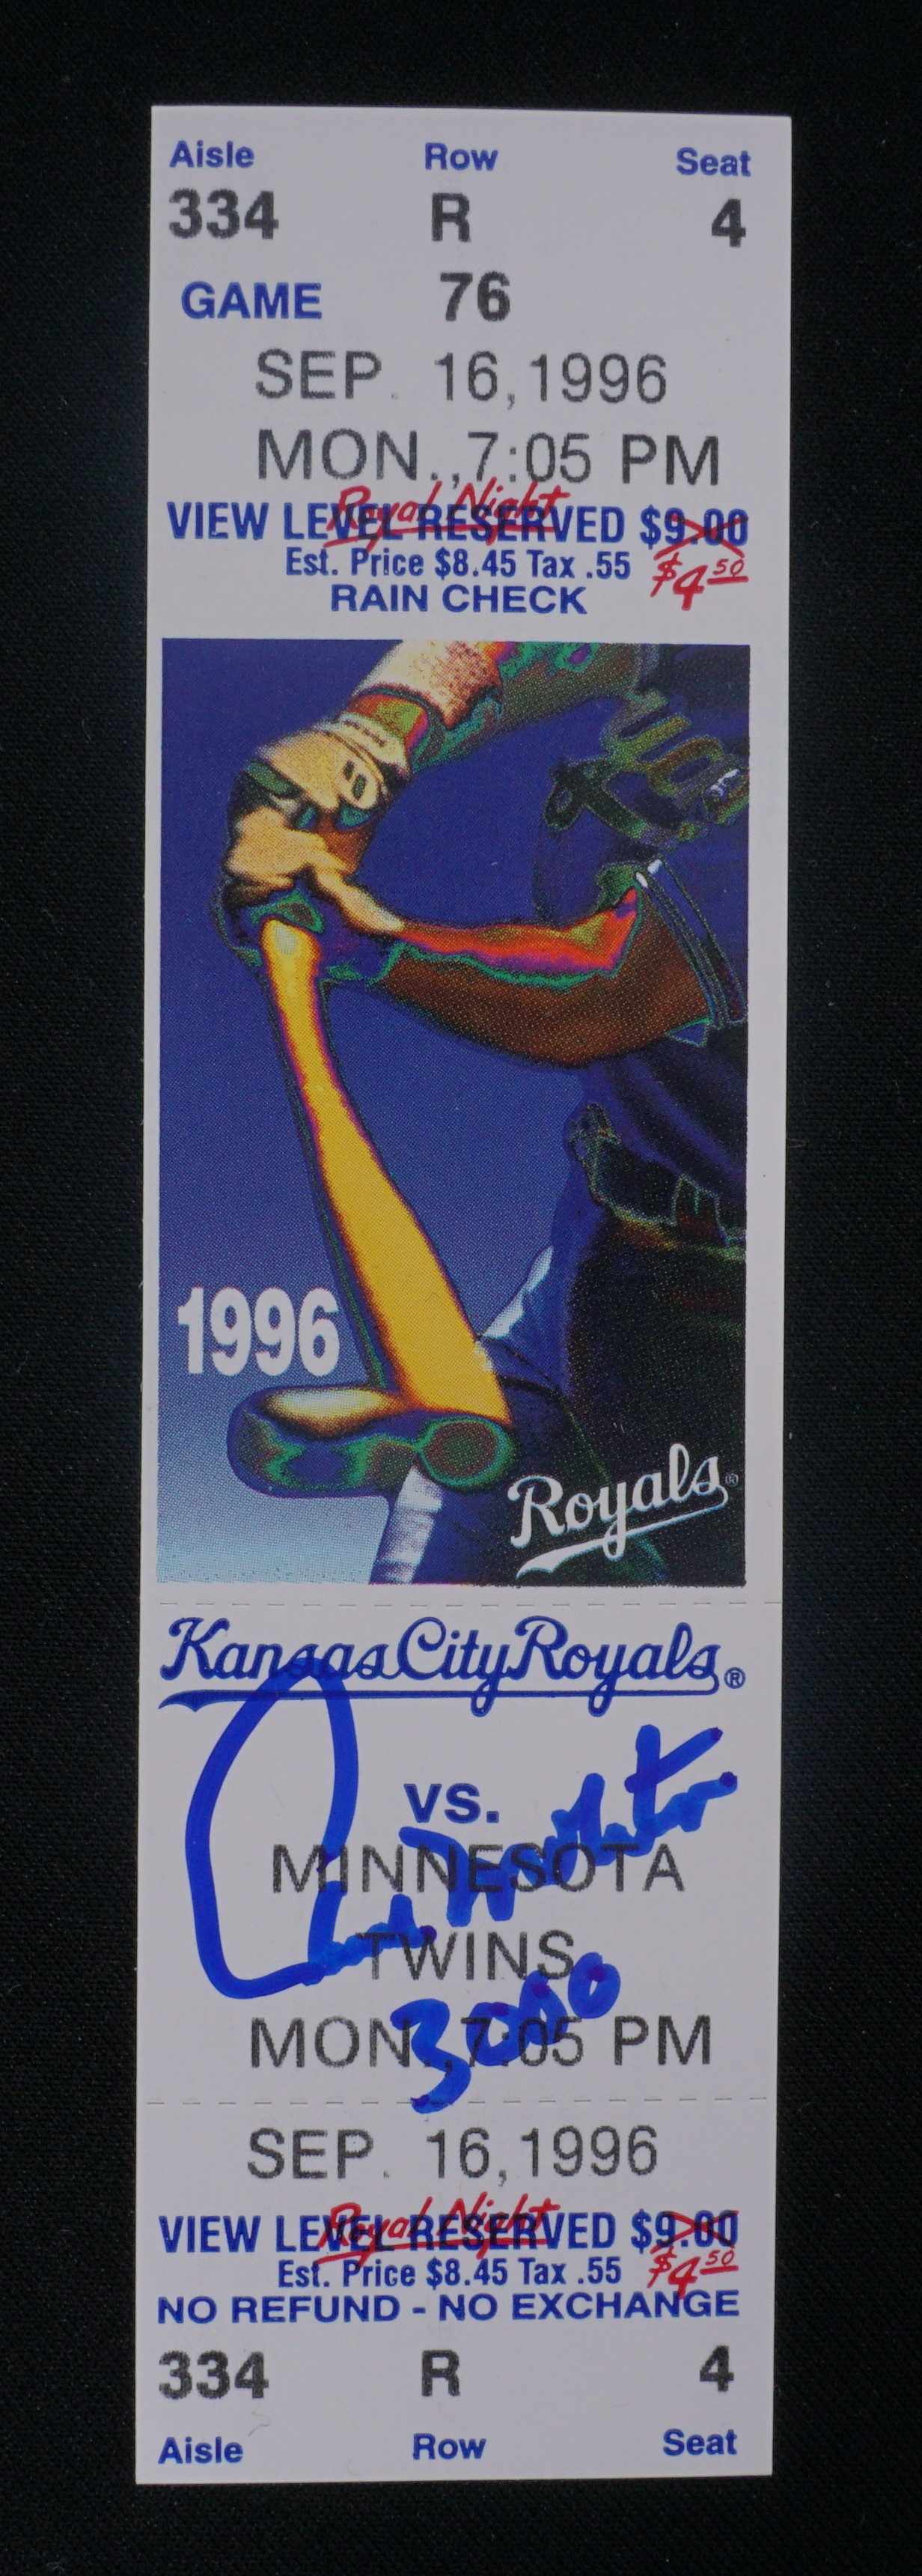 Aisle Row Seat
334 R 4
GAME 76
SEP. 16,1996
MON.,7:05 PM
Royal Night
VIEW LEVEL RESERVED $9.00
Est. Price $8.45 Tax .55 $4.50
RAIN CHECK
1996
Royals®
Kansas City Royals®
VS.
MINNESOTA
TWINS
3000
MON.,7:05 PM
SEP. 16,1996
Royal Night
VIEW LEVEL RESERVED $9.00
Est. Price $8.45 Tax .55 $4.50
NO REFUND - NO EXCHANGE
334 R 4
Aisle Row Seat